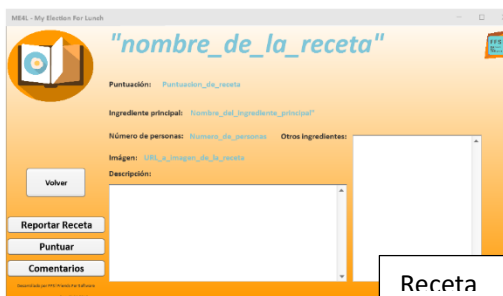 ME4L - My Election For Lunch
"nombre_de_la_receta"
Puntuación: Puntuacion_de_receta
Ingrediente principal: Nombre_del_ingrediente_principal"
Número de personas: Numero_de_personas Otros ingredientes:
Imágen: URL_a_imagen_de_la_receta
Descripción:
Volver
Reportar Receta
Puntuar
Comentarios
Receta